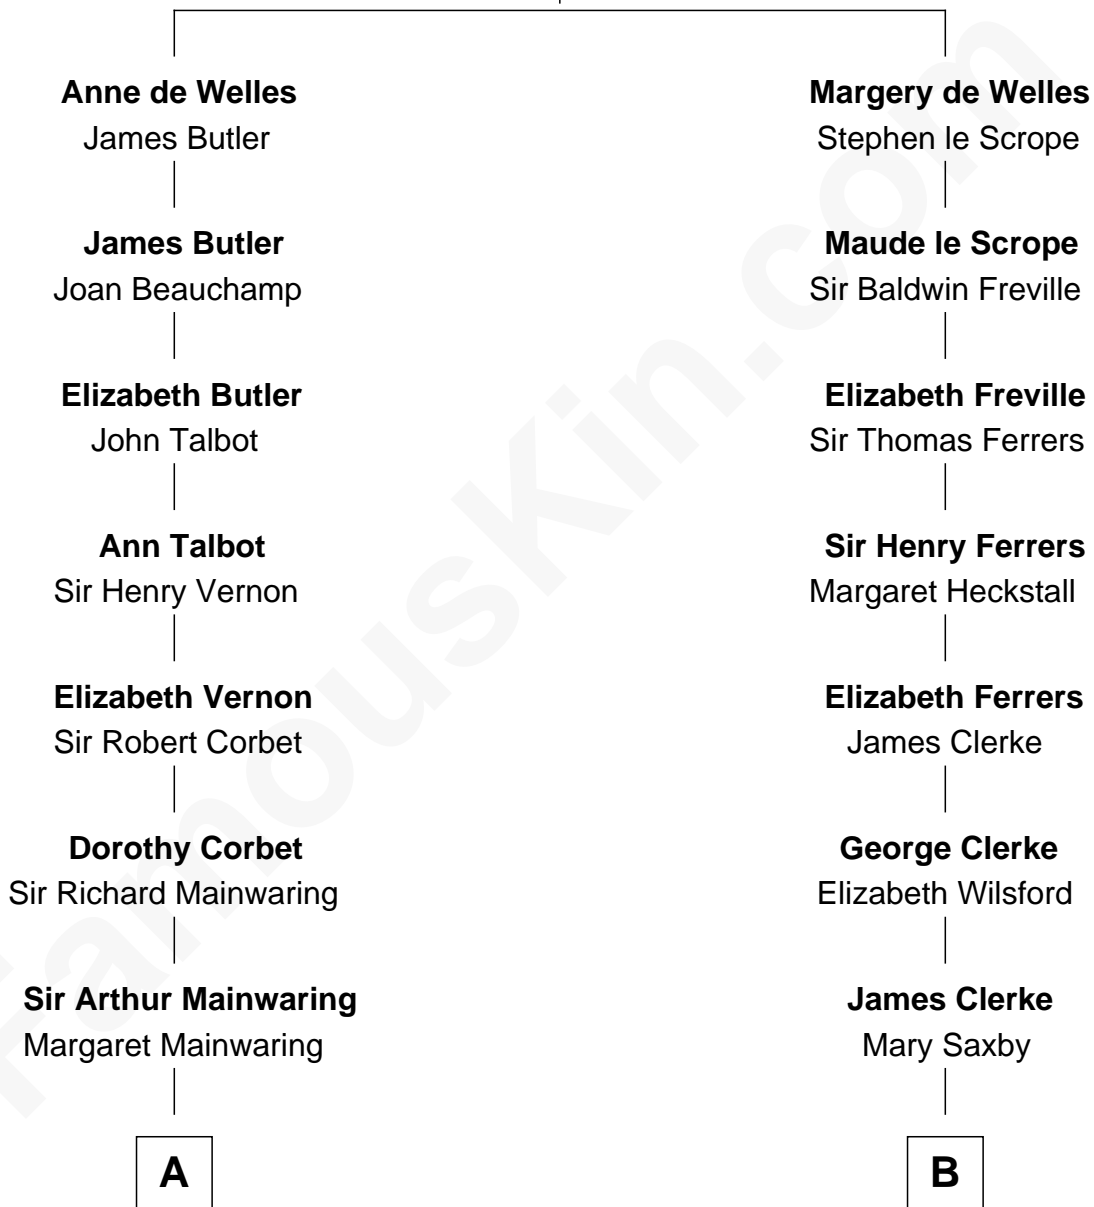 Anne de Welles
James Butler
James Butler
Joan Beauchamp
Elizabeth Butler
John Talbot
Ann Talbot
Sir Henry Vernon
Elizabeth Vernon
Sir Robert Corbet
Dorothy Corbet
Sir Richard Mainwaring
Sir Arthur Mainwaring
Margaret Mainwaring
A
Margery de Welles
Stephen le Scrope
Maude le Scrope
Sir Baldwin Freville
Elizabeth Freville
Sir Thomas Ferrers
Sir Henry Ferrers
Margaret Heckstall
Elizabeth Ferrers
James Clerke
George Clerke
Elizabeth Wilsford
James Clerke
Mary Saxby
B
FamousKin.com